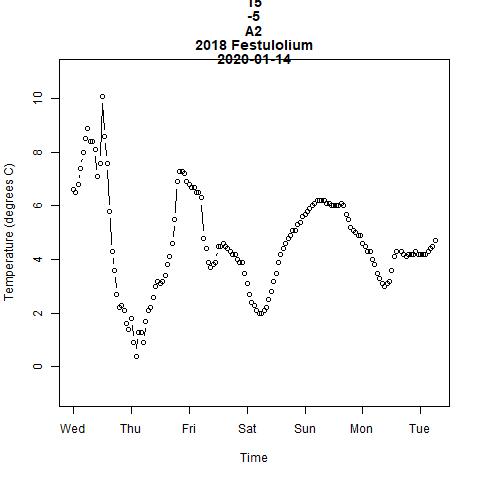 15
-5
A2
2018 Festulolium
2020-01-14
Temperature (degrees C)
10
8
6
4
2
0
Wed Thu Fri Sat Sun Mon Tue
Time